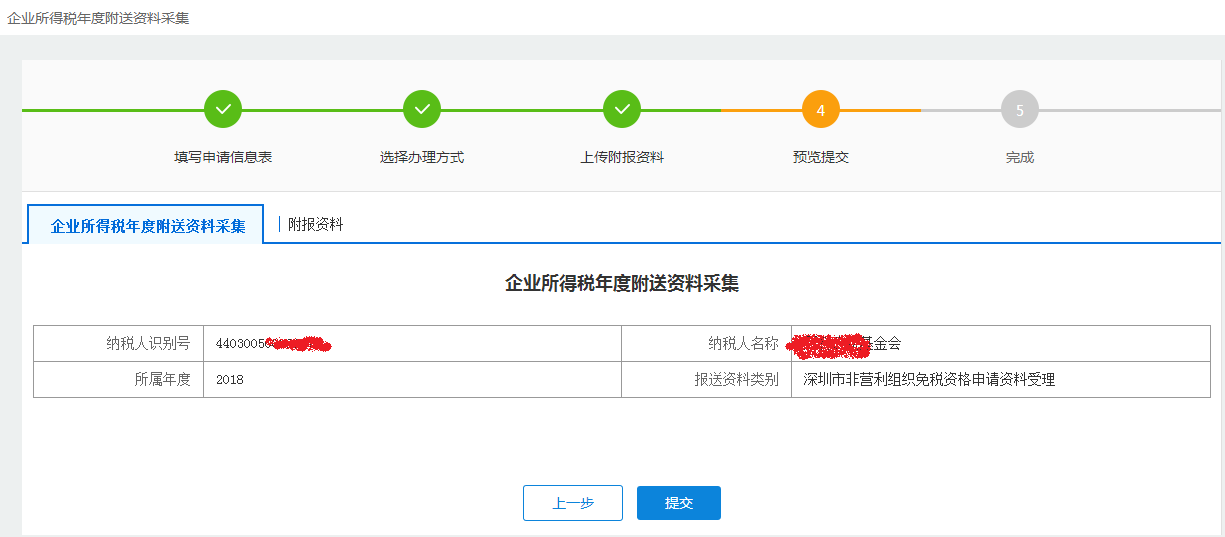 企业所得税年度附送资料采集
4
5
填写申请信息表
选择办理方式
上传附报资料
预览提交
完成
企业所得税年度附送资料采集
附报资料
企业所得税年度附送资料采集
纳税人识别号 4403005 纳税人名称 基金会
所属年度 2018 报送资料类别 深圳市非营利组织免税资格申请资料受理
上一步 提交